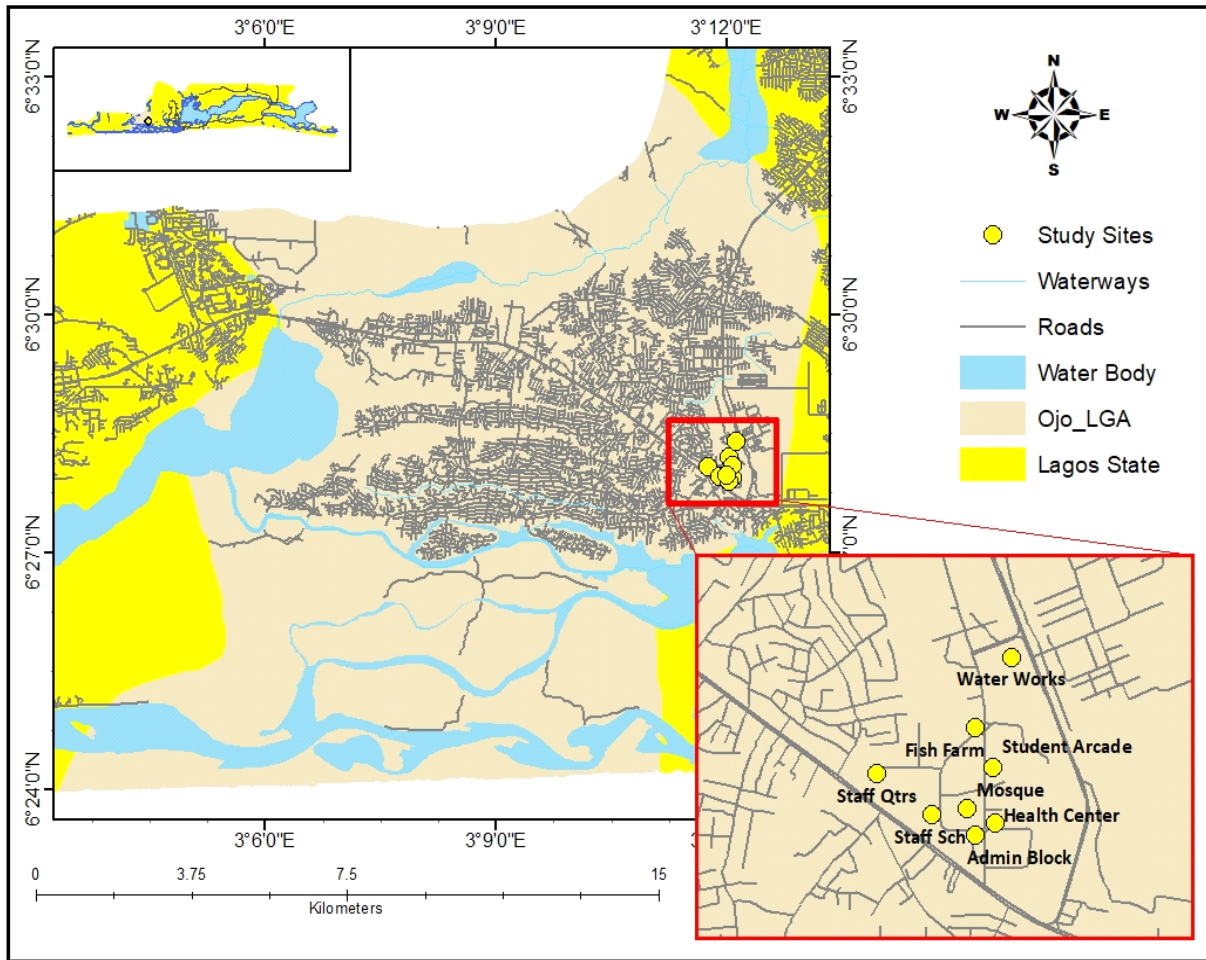 3°6'0"E 3°9'0"E 3°12'0"E
6°33'0"N
6°30'0"N
6°27'0"N
6°24'0"N
6°33'0"N
6°30'0"N
N
W E
S
Study Sites
Waterways
Roads
Water Body
Ojo_LGA
Lagos State
Water Works
Fish Farm
Student Arcade
Staff Qtrs
Mosque
Health Center
Staff Sch
Admin Block
3°6'0"E 3°9'0"E
0 3.75 7.5 15
Kilometers